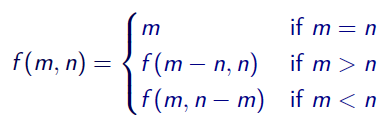 f(m, n) = { m if m = n
f(m − n, n) if m > n
f(m, n − m) if m < n